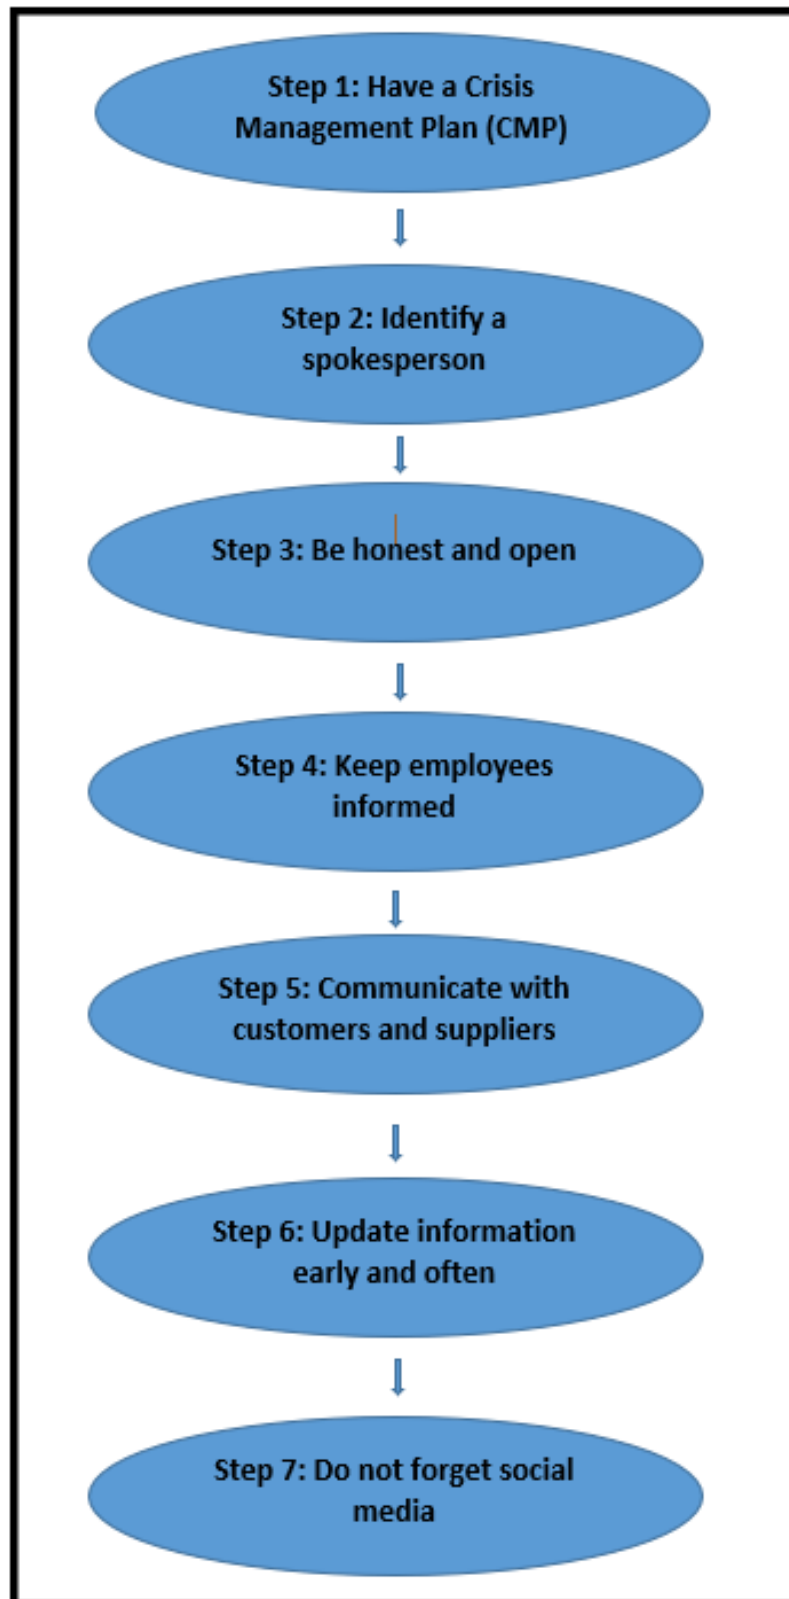 Step 1: Have a Crisis
Management Plan (CMP)
Step 2: Identify a
spokesperson
Step 3: Be honest and open
Step 4: Keep employees
informed
Step 5: Communicate with
customers and suppliers
Step 6: Update information
early and often
Step 7: Do not forget social
media